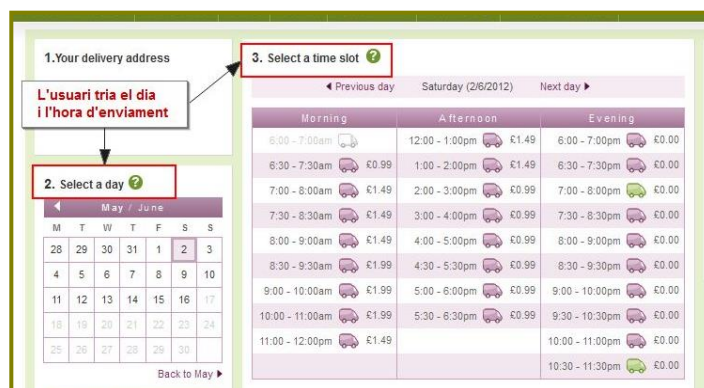 1.Your delivery address
L'usuari tria el dia
i l'hora d'enviament
2. Select a day ?
May / June
M T W T F S S
28 29 30 31 1 2 3
4 5 6 7 8 9 10
11 12 13 14 15 16 17
18 19 20 21 22 23 24
25 26 27 28 29 30
Back to May
3. Select a time slot ?
Previous day Saturday (2/6/2012) Next day
Morning Afternoon Evening
6:00 - 7:00am 12:00 - 1:00pm £1.49 6:00 - 7:00pm £0.00
6:30 - 7:30am £0.99 1:00 - 2:00pm £1.49 6:30 - 7:30pm £0.00
7:00 - 8:00am £1.49 2:00 - 3:00pm £0.99 7:00 - 8:00pm £0.00
7:30 - 8:30am £1.49 3:00 - 4:00pm £0.99 7:30 - 8:30pm £0.00
8:00 - 9:00am £1.49 4:00 - 5:00pm £0.99 8:00 - 9:00pm £0.00
8:30 - 9:30am £1.99 4:30 - 5:30pm £0.99 8:30 - 9:30pm £0.00
9:00 - 10:00am £1.99 5:00 - 6:00pm £0.99 9:00 - 10:00pm £0.00
10:00 - 11:00am £1.99 5:30 - 6:30pm £0.99 9:30 - 10:30pm £0.00
11:00 - 12:00pm £1.49 10:00 - 11:00pm £0.00
10:30 - 11:30pm £0.00